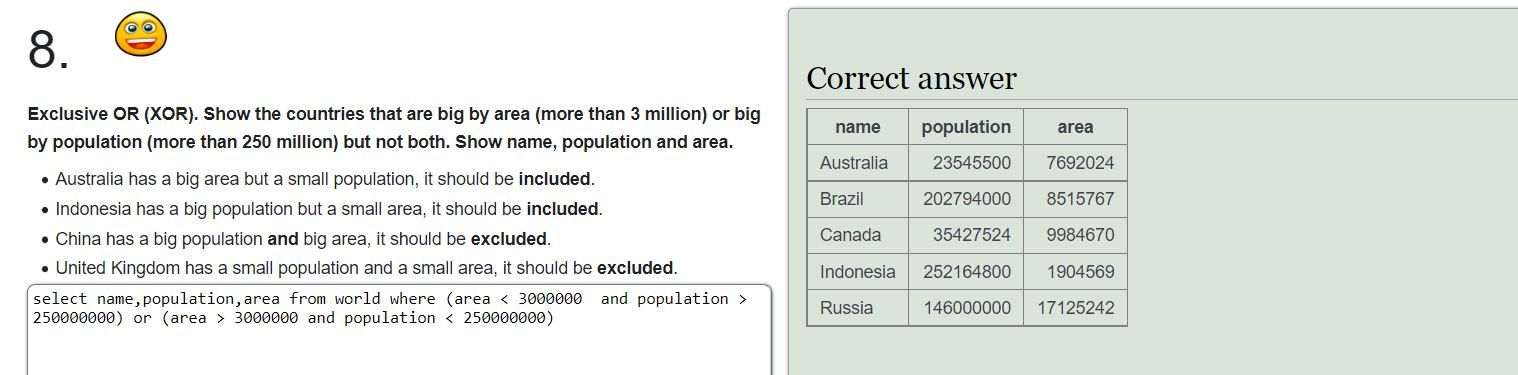 8.
Exclusive OR (XOR). Show the countries that are big by area (more than 3 million) or big
by population (more than 250 million) but not both. Show name, population and area.
• Australia has a big area but a small population, it should be included.
• Indonesia has a big population but a small area, it should be included.
• China has a big population and big area, it should be excluded.
• United Kingdom has a small population and a small area, it should be excluded.
select name,population,area from world where (area < 3000000  and population >
250000000) or (area > 3000000 and population < 250000000)
Correct answer
name population area
Australia 23545500 7692024
Brazil 202794000 8515767
Canada 35427524 9984670
Indonesia 252164800 1904569
Russia 146000000 17125242